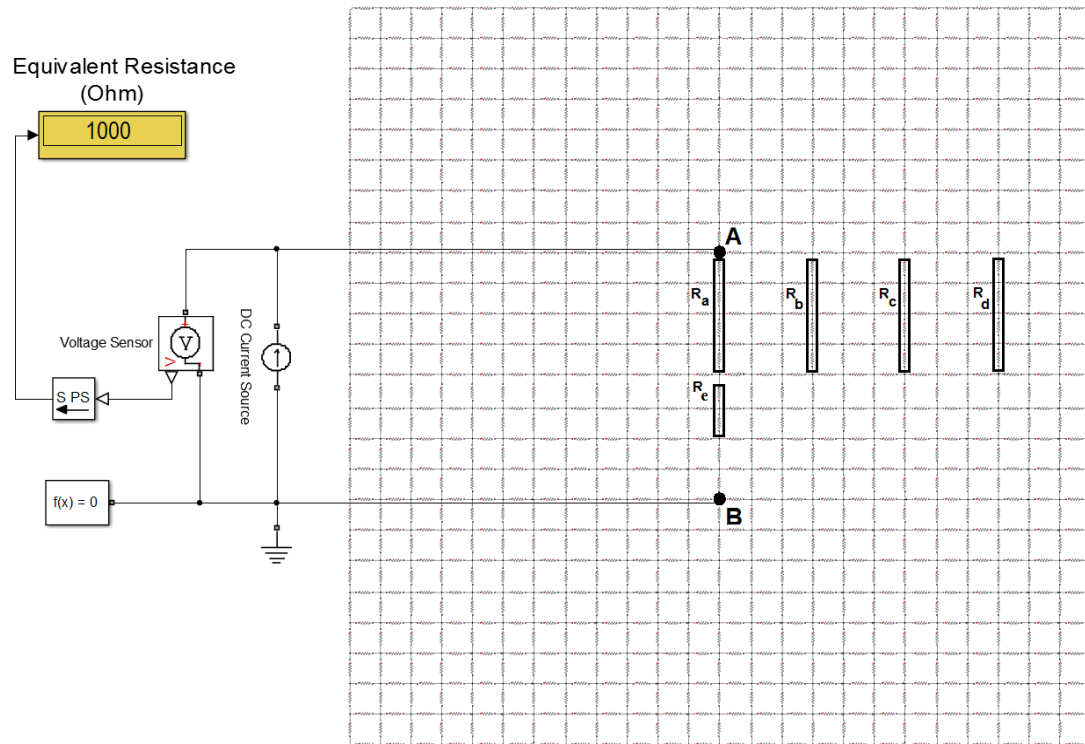 Equivalent Resistance
(Ohm)
1000
A
Ra
Rb
Rc
Rd
Voltage Sensor
V
DC Current Source
S PS
Re
f(x) = 0
B